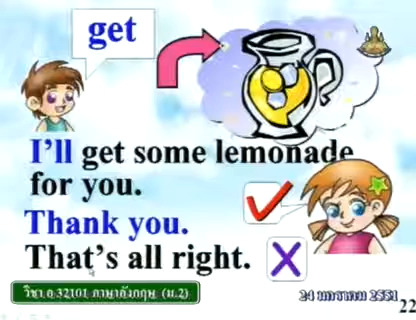 get
I'll get some lemonade
for you.
Thank you.
That's all right.
วิชา อ 32101 ภาษาอังกฤษ (ม.2)
24 มกราคม 2551
22